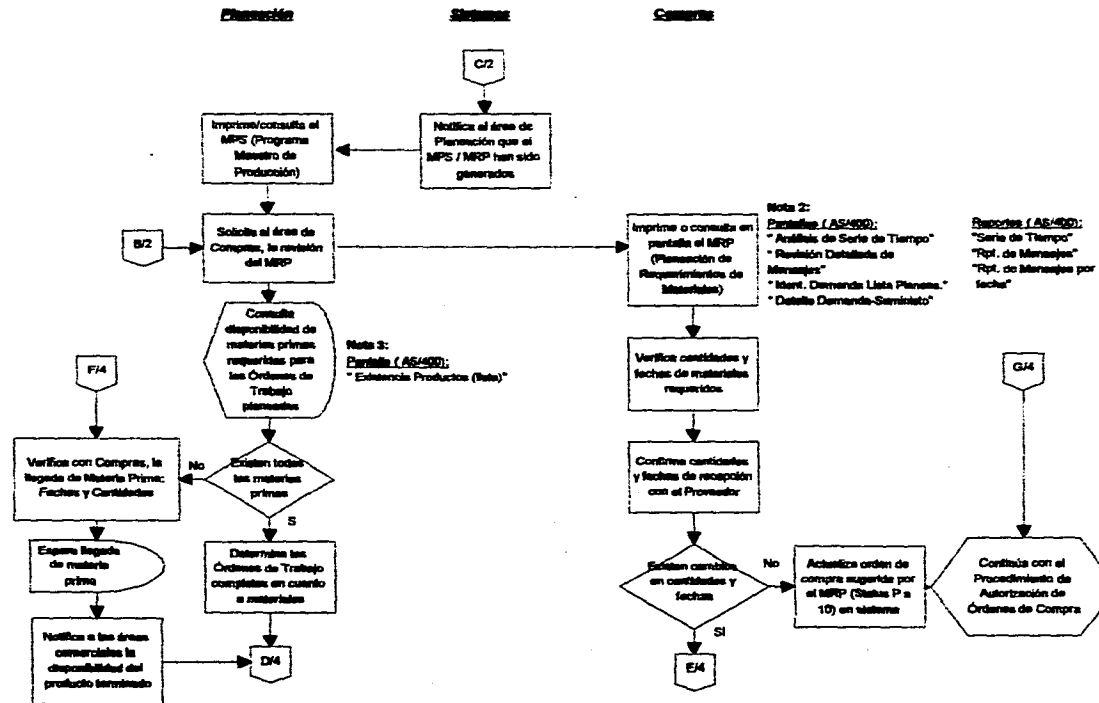 Planeación
Sistemas
Compras
C/2
Imprime/consulta el
MPS (Programa
Maestro de
Producción)
Notifica al área de
Planeación que el
MPS / MRP han sido
generados
B/2
Solicita al área de
Compras, la revisión
del MRP
Imprime o consulta en
pantalla el MRP
(Planeación de
Requerimientos de
Materiales)
Nota 2:
Pantallas ( AS/400):
" Análisis de Serie de Tiempo"
" Revisión Detallada de
Mensajes"
" Ident. Demanda Lista Planens."
" Detalle Demanda-Suministo"
Reportes ( AS/400):
"Serie de Tiempo"
"Rpt. de Mensajes"
"Rpt. de Mensajes por
fecha"
Consulta
disponibilidad de
materias primas
requeridas para
las Órdenes de
Trabajo
planeadas
Nota 3:
Pantalla ( AS/400):
" Existencia Productos (lista)"
Verifica cantidades y
fechas de materiales
requeridos
F/4
G/4
Verifica con Compras, la
llegada de Materia Prima:
Fechas y Cantidades
No
Existen todas
las materias
primas
S
Confirma cantidades
y fechas de recepción
con el Proveedor
Espera llegada
de materia
prima
Determina las
Órdenes de Trabajo
completas en cuanto
a materiales
Existen cambios
en cantidades y
fechas
No
SI
Actualiza orden de
compra sugerida por
el MRP (Status P a
10) en sistema
Continúa con el
Procedimiento de
Autorización de
Órdenes de Compra
Notifica a las áreas
comerciales la
disponibilidad del
producto terminado
D/4
E/4